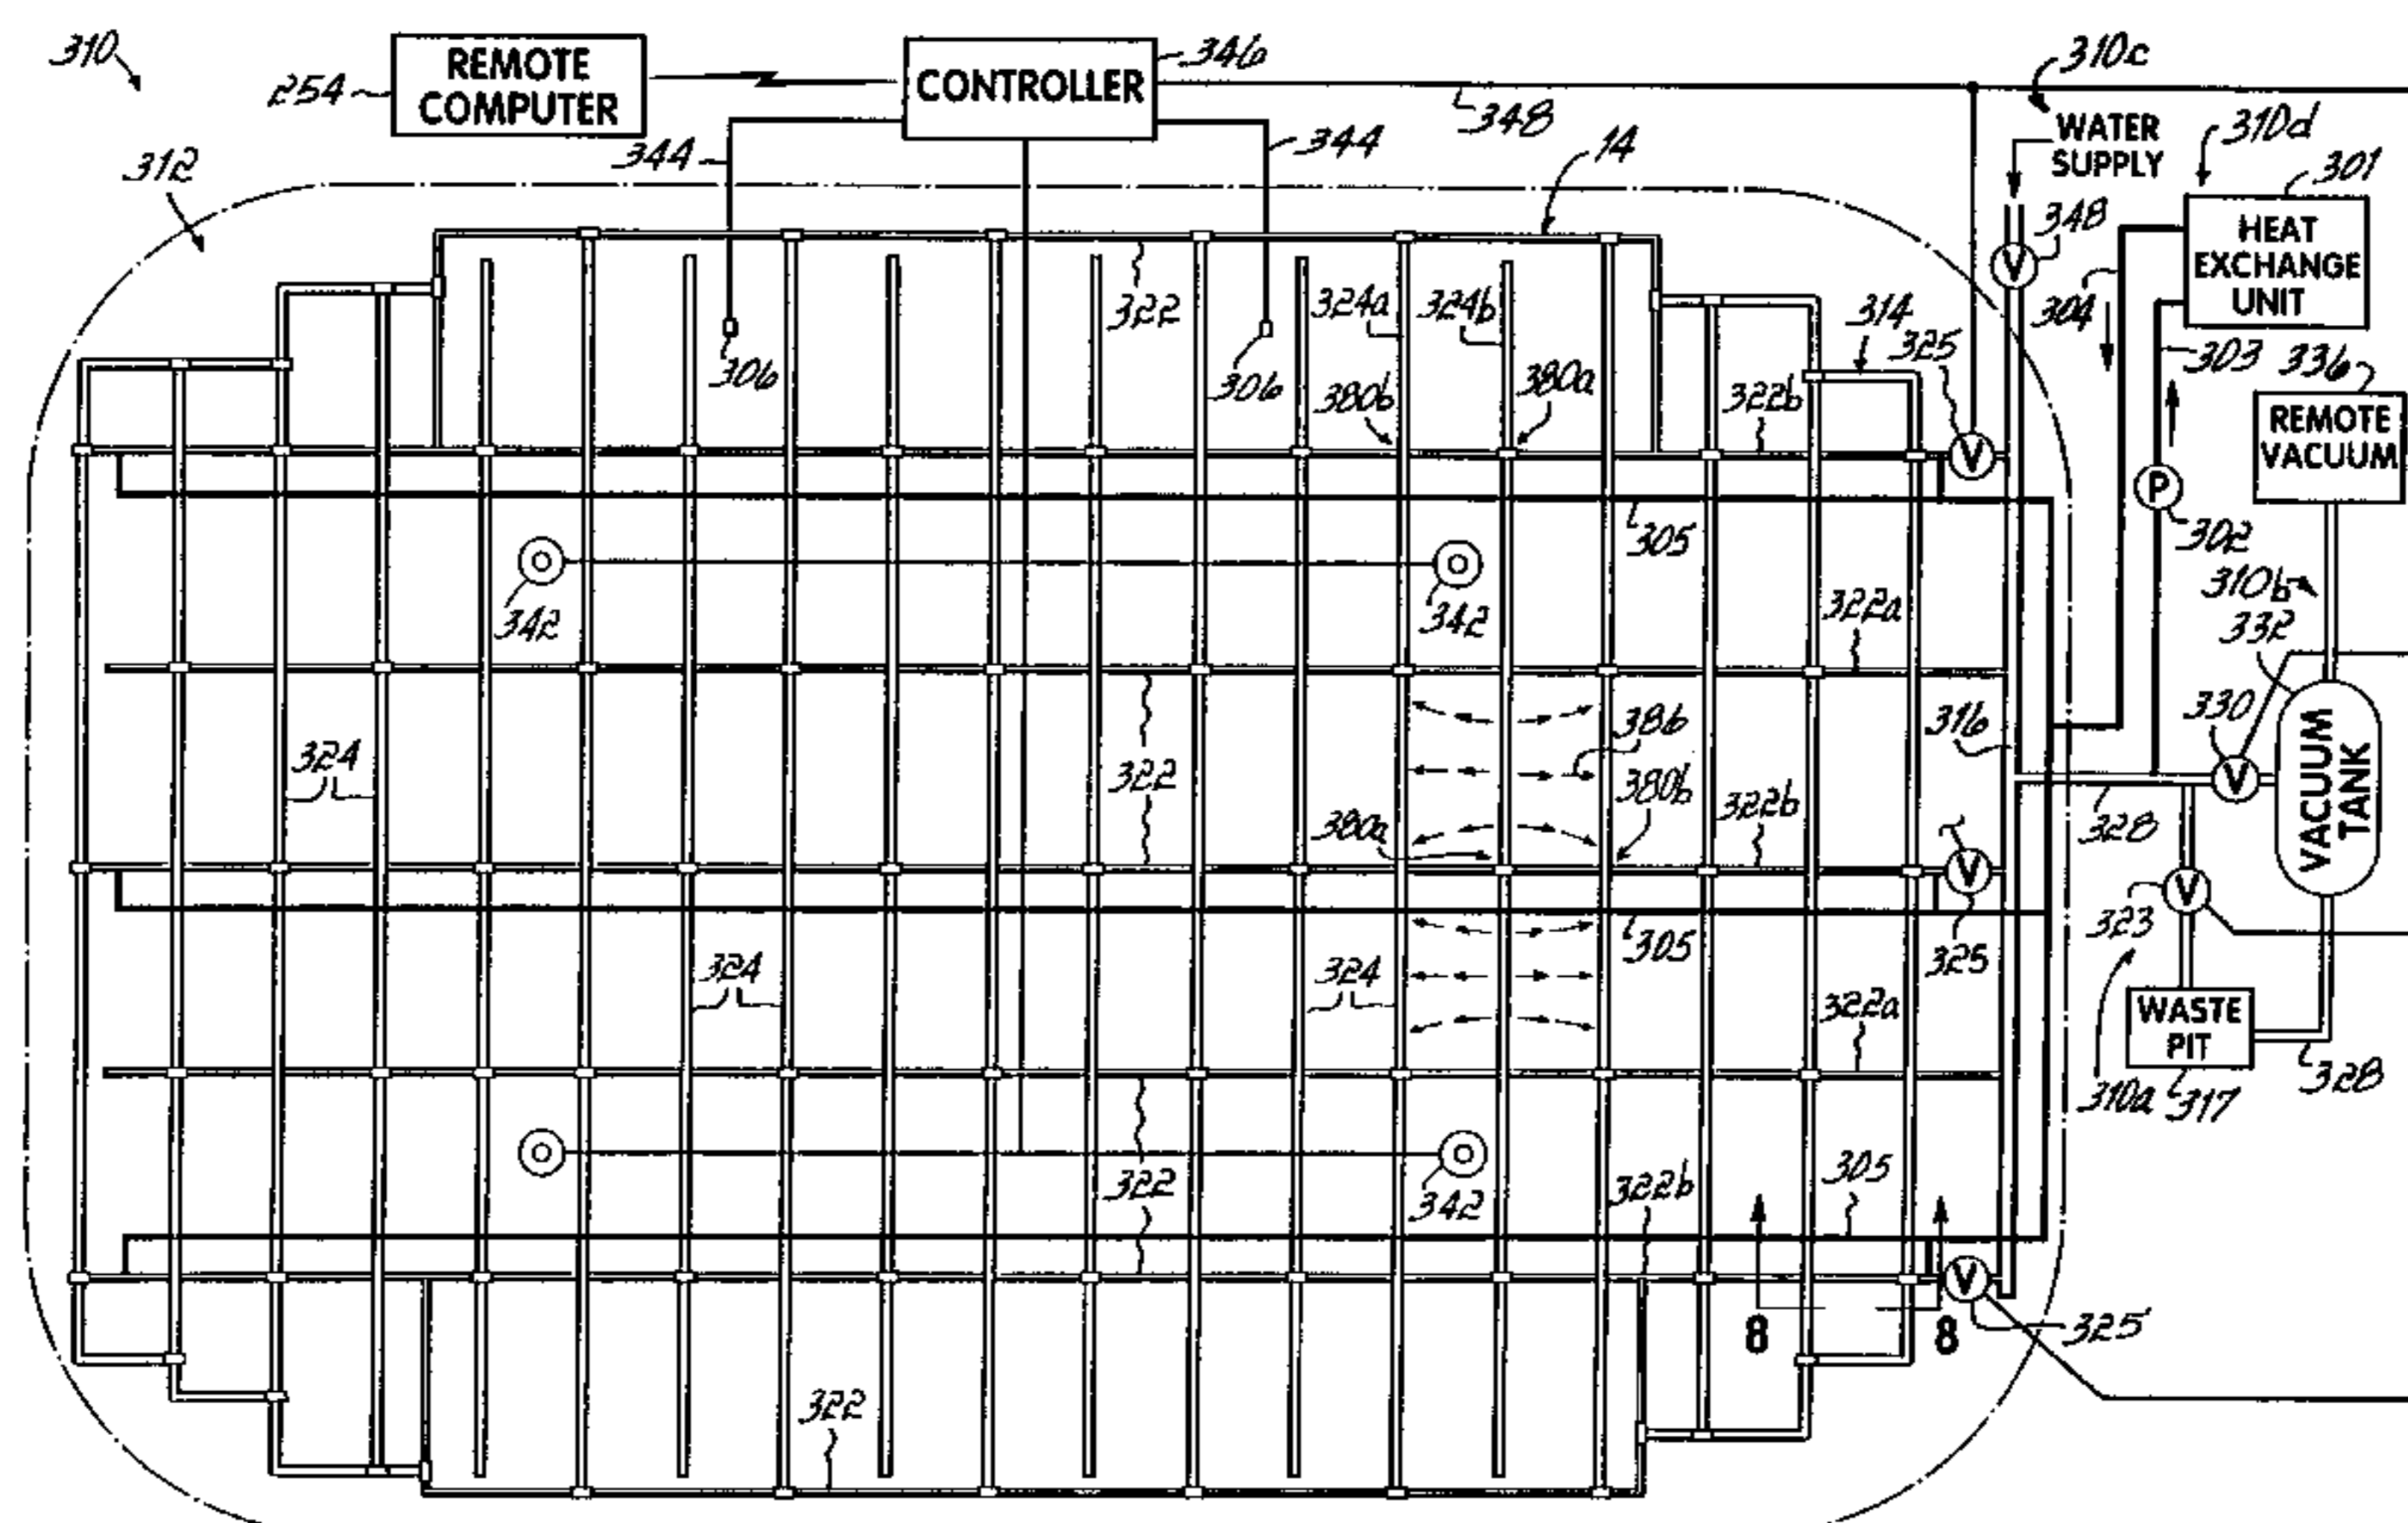 310
REMOTE
COMPUTER
254
CONTROLLER
346
348
310c
WATER
SUPPLY
310d
301
312
344
344
14
348
HEAT
EXCHANGE
UNIT
304
303
336
322
324a
324b
314
325
306
306
380b
380a
322b
REMOTE
VACUUM
V
V
P
302
305
342
342
322a
310b
332
330
316
386
324
322
380b
322b
380a
V
VACUUM
TANK
328
V
V
323
325
305
324
324
322a
WASTE
PIT
328
310a
317
322
342
322b
305
V
8
8
325
322